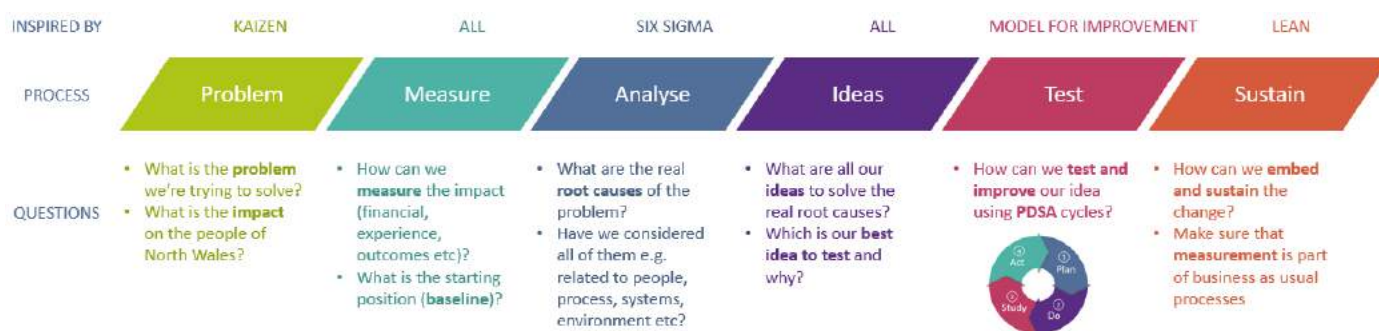 INSPIRED BY
KAIZEN
ALL
SIX SIGMA
ALL
MODEL FOR IMPROVEMENT
LEAN
PROCESS
Problem
Measure
Analyse
Ideas
Test
Sustain
QUESTIONS
• What is the problem
we're trying to solve?
• What is the impact
on the people of
North Wales?
• How can we
measure the impact
(financial,
experience,
outcomes etc)?
• What is the starting
position (baseline)?
• What are the real
root causes of the
problem?
• Have we considered
all of them e.g.
related to people,
process, systems,
environment etc?
• What are all our
ideas to solve the
real root causes?
• Which is our best
idea to test and
why?
• How can we test and
improve our idea
using PDSA cycles?
4
Act
1
Plan
3
Study
2
Do
• How can we embed
and sustain the
change?
• Make sure that
measurement is part
of business as usual
processes